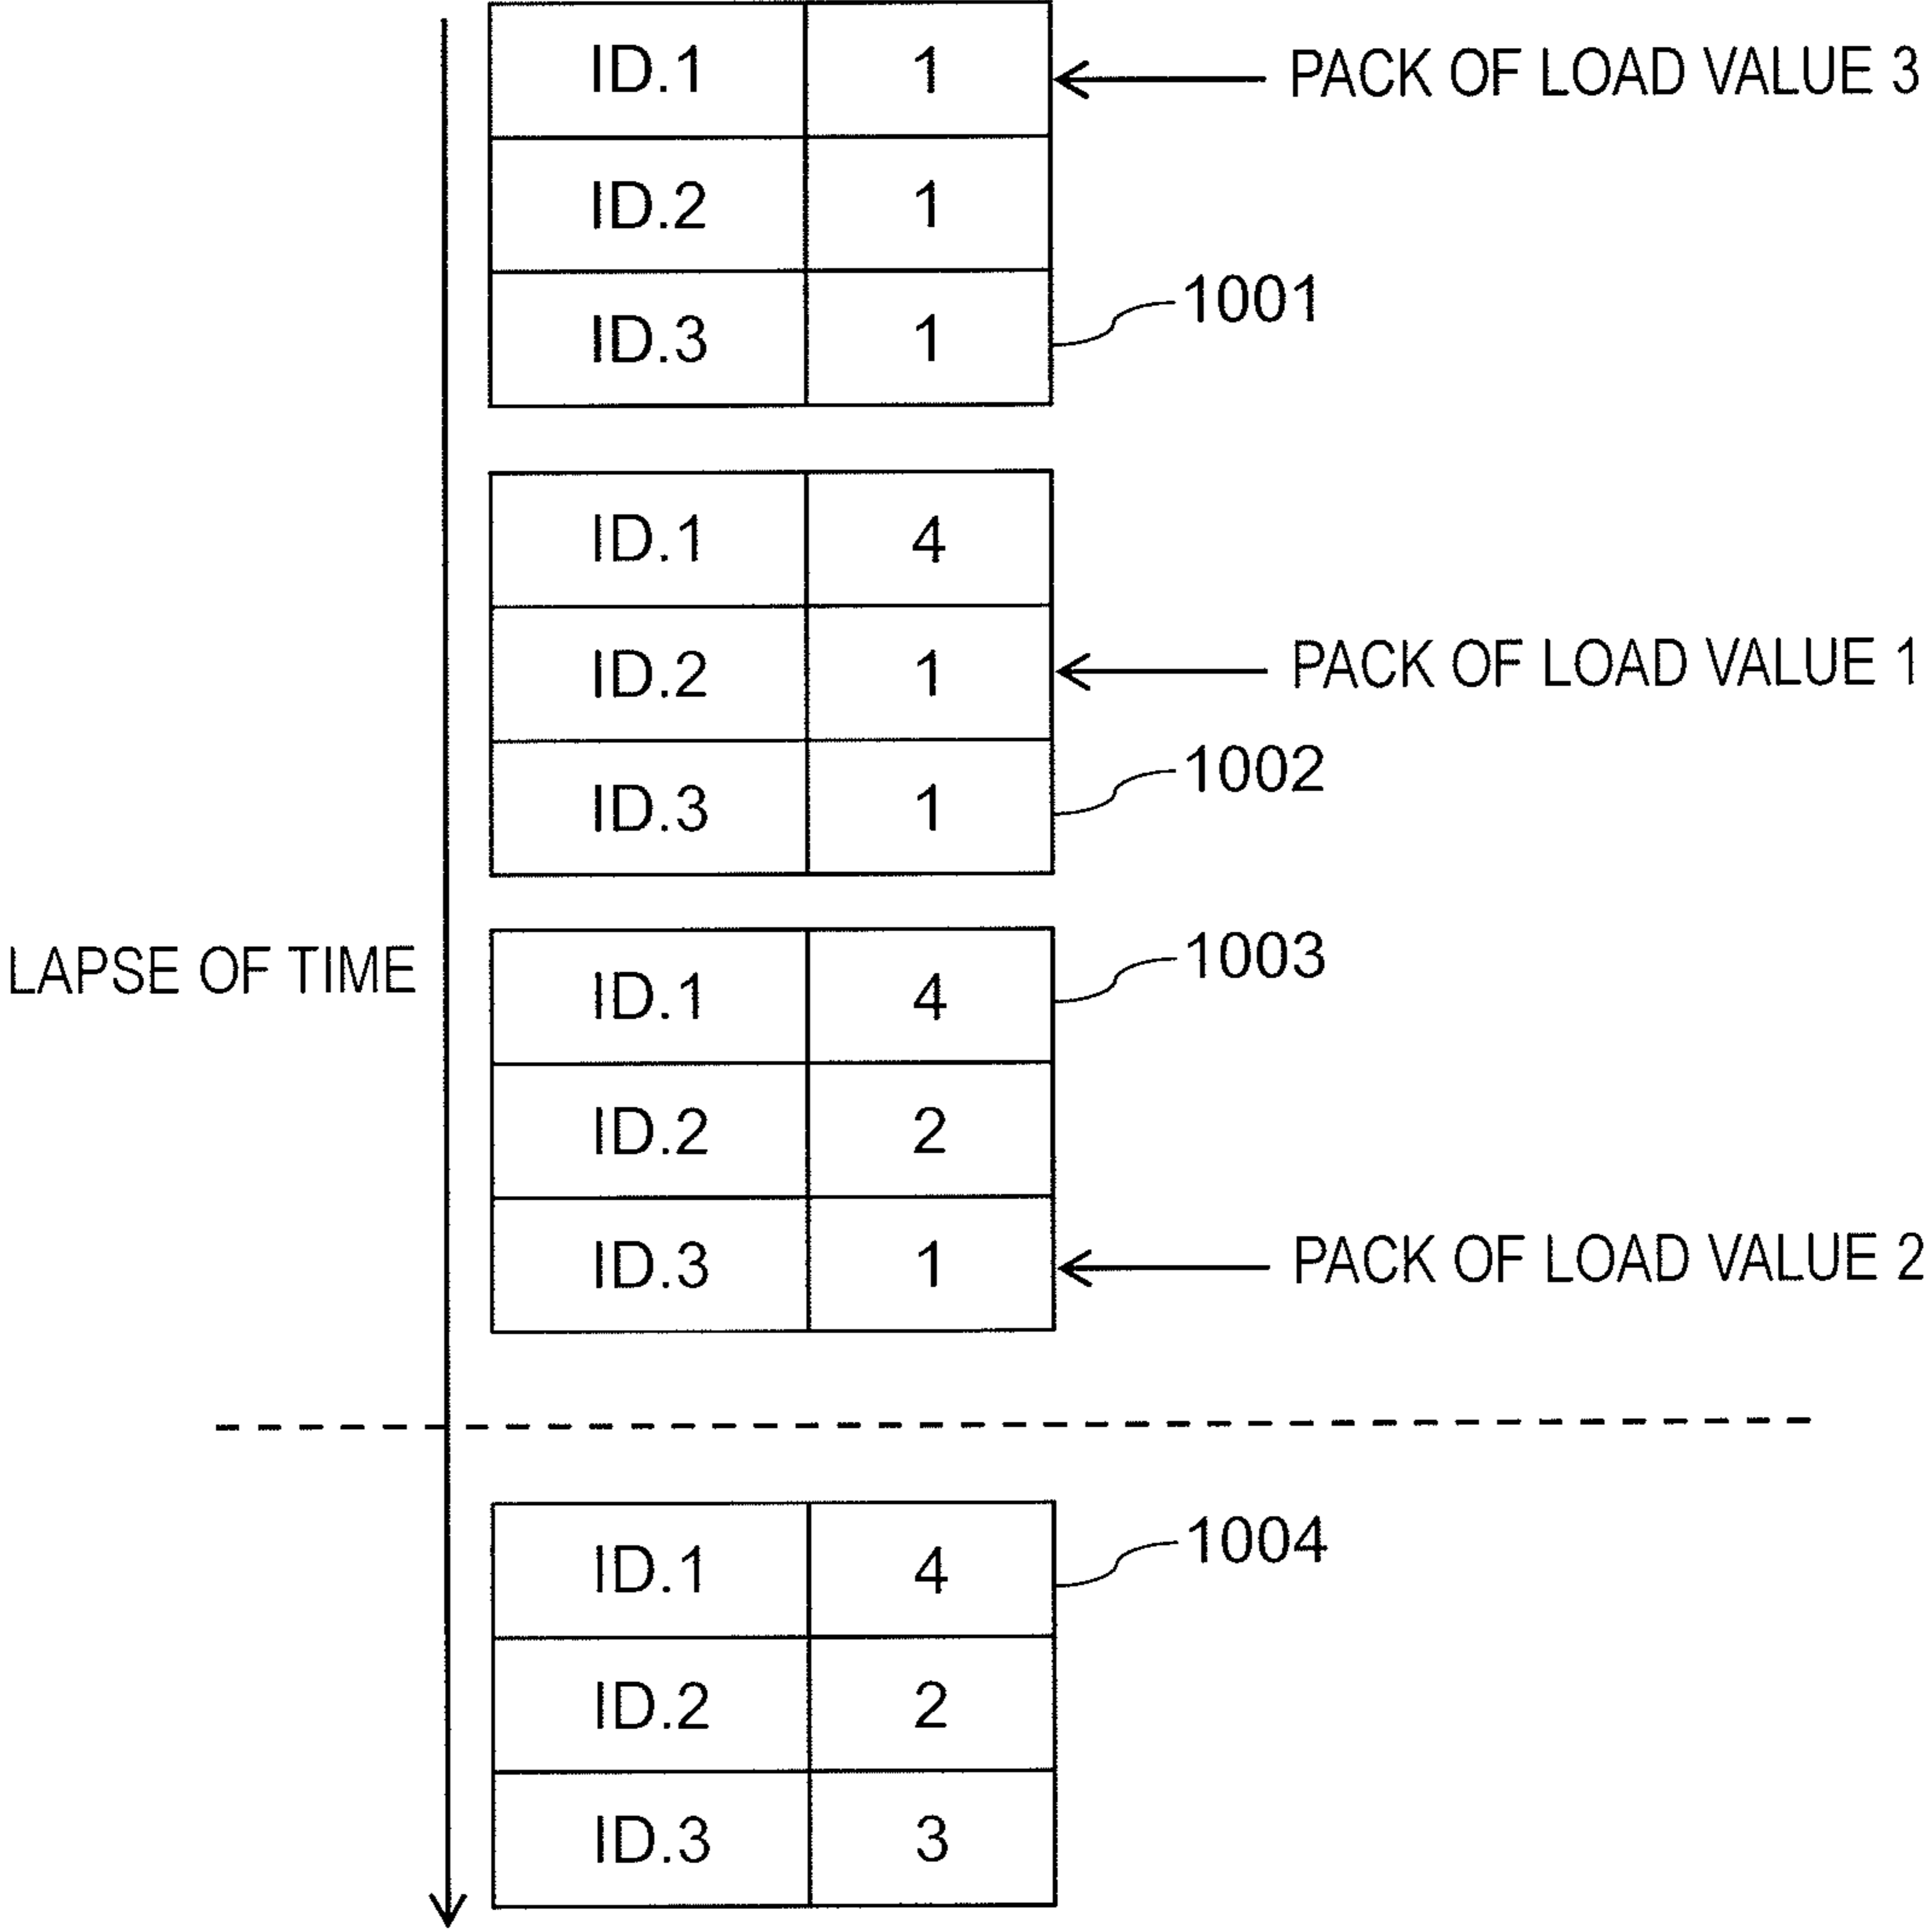 ID.1 1 PACK OF LOAD VALUE 3
ID.2 1
1001
ID.3 1
ID.1 4
ID.2 1 PACK OF LOAD VALUE 1
1002
ID.3 1
1003
LAPSE OF TIME ID.1 4
ID.2 2
ID.3 1 PACK OF LOAD VALUE 2
1004
ID.1 4
ID.2 2
ID.3 3